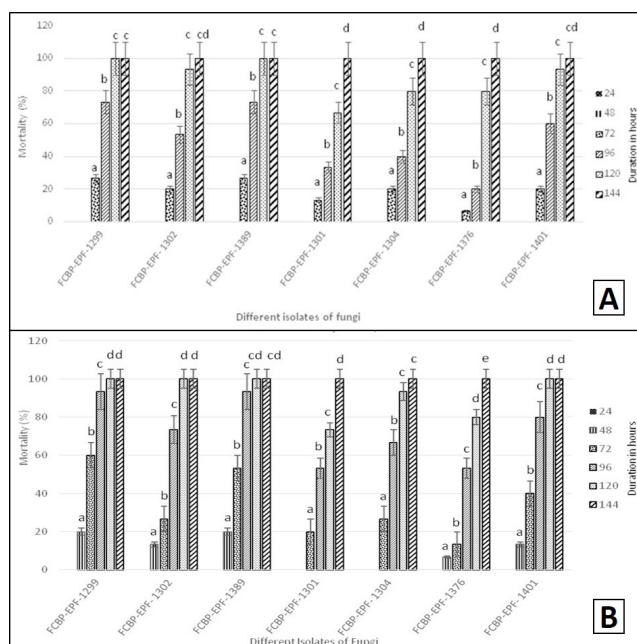 120
100
80
60
40
20
0
Mortality (%)
a b c c
a b c cd
a b c c
a b c d
a b c d
a b c d
a b c cd
24
48
72
96
120
144
Duration in hours
FCBP-EPF-1299
FCBP-EPF-1302
FCBP-EPF-1389
FCBP-EPF-1301
FCBP-EPF-1304
FCBP-EPF-1376
FCBP-EPF-1401
Different isolates of fungi
A
120
100
80
60
40
20
0
Mortality (%)
a b c d d
a b c d d
a b c cd cd
a b c d
a b c c
a b c d e
a b c d d
24
48
72
96
120
144
Duration in hours
FCBP-EPF-1299
FCBP-EPF-1302
FCBP-EPF-1389
FCBP-EPF-1301
FCBP-EPF-1304
FCBP-EPF-1376
FCBP-EPF-1401
Different Isolates of Fungi
B